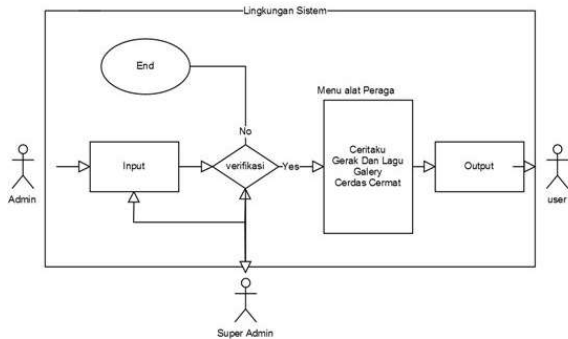 Lingkungan Sistem
End
Menu alat Peraga
No
Input
verifikasi
Yes
Ceritaku
Gerak Dan Lagu
Galery
Cerdas Cermat
Output
Admin
user
Super Admin